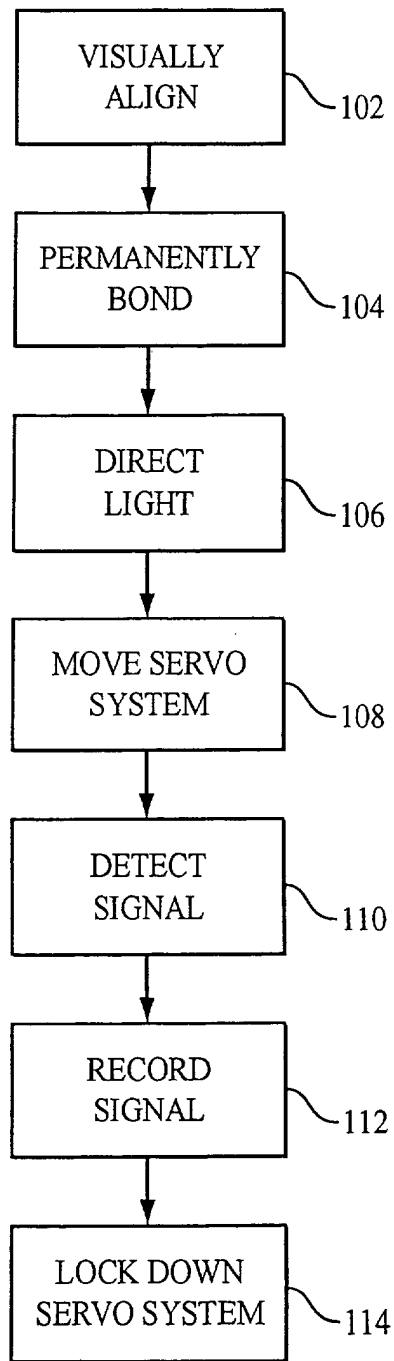 VISUALLY
ALIGN
102
PERMANENTLY
BOND
104
DIRECT
LIGHT
106
MOVE SERVO
SYSTEM
108
DETECT
SIGNAL
110
RECORD
SIGNAL
112
LOCK DOWN
SERVO SYSTEM
114